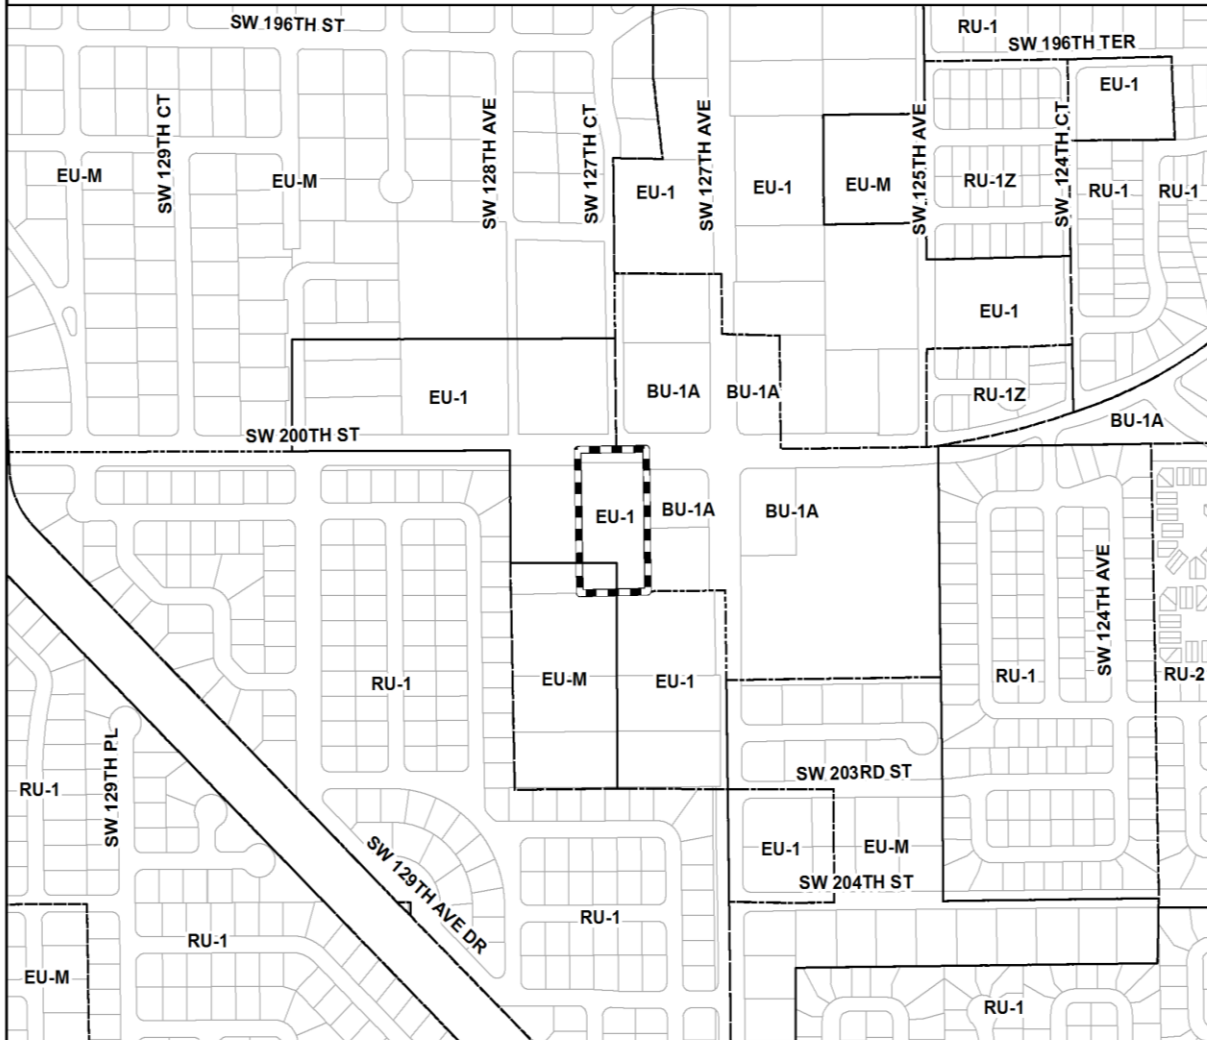 SW 196TH ST
RU-1
SW 196TH TER
EU-1
SW 129TH CT
SW 128TH AVE
SW 127TH CT
SW 127TH AVE
SW 125TH AVE
SW 124TH CT
EU-M
EU-M
EU-1
EU-1
EU-M
RU-1Z
RU-1
RU-1
EU-1
EU-1
BU-1A
BU-1A
RU-1Z
BU-1A
SW 200TH ST
EU-1
BU-1A
BU-1A
SW 124TH AVE
RU-1
EU-M
EU-1
RU-1
RU-2
SW 129TH PL
RU-1
SW 203RD ST
EU-1
EU-M
SW 204TH ST
SW 129TH AVE DR
RU-1
RU-1
EU-M
RU-1